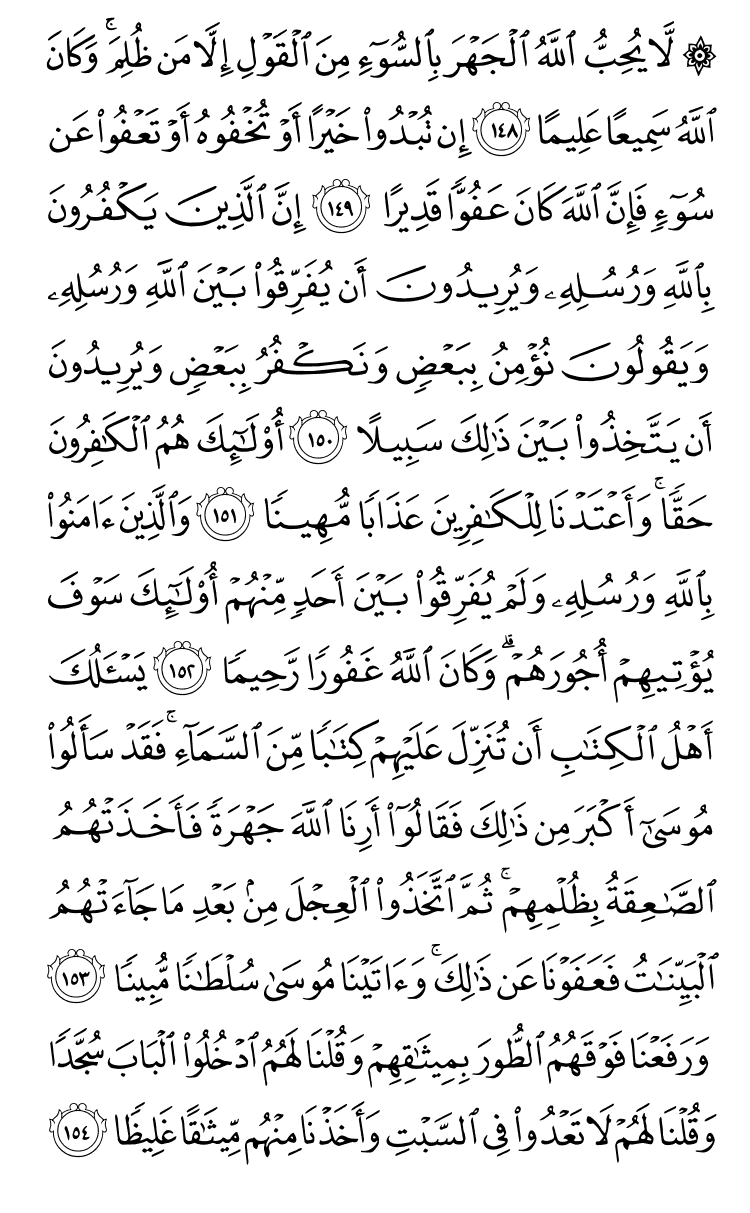 ۞ لَّا يُحِبُّ ٱللَّهُ ٱلْجَهْرَ بِٱلسُّوٓءِ مِنَ ٱلْقَوْلِ إِلَّا مَن ظُلِمَ ۚ وَكَانَ
ٱللَّهُ سَمِيعًا عَلِيمًا ١٤٨ إِن تُبْدُوا۟ خَيْرًا أَوْ تُخْفُوهُ أَوْ تَعْفُوا۟ عَن
سُوٓءٍ فَإِنَّ ٱللَّهَ كَانَ عَفُوًّا قَدِيرًا ١٤٩ إِنَّ ٱلَّذِينَ يَكْفُرُونَ
بِٱللَّهِ وَرُسُلِهِۦ وَيُرِيدُونَ أَن يُفَرِّقُوا۟ بَيْنَ ٱللَّهِ وَرُسُلِهِۦ
وَيَقُولُونَ نُؤْمِنُ بِبَعْضٍ وَنَكْفُرُ بِبَعْضٍ وَيُرِيدُونَ
أَن يَتَّخِذُوا۟ بَيْنَ ذَٰلِكَ سَبِيلًا ١٥٠ أُو۟لَـٰٓئِكَ هُمُ ٱلْكَـٰفِرُونَ
حَقًّا ۚ وَأَعْتَدْنَا لِلْكَـٰفِرِينَ عَذَابًا مُّهِينًا ١٥١ وَٱلَّذِينَ ءَامَنُوا۟
بِٱللَّهِ وَرُسُلِهِۦ وَلَمْ يُفَرِّقُوا۟ بَيْنَ أَحَدٍ مِّنْهُمْ أُو۟لَـٰٓئِكَ سَوْفَ
يُؤْتِيهِمْ أُجُورَهُمْ ۗ وَكَانَ ٱللَّهُ غَفُورًا رَّحِيمًا ١٥٢ يَسْـَٔلُكَ
أَهْلُ ٱلْكِتَـٰبِ أَن تُنَزِّلَ عَلَيْهِمْ كِتَـٰبًا مِّنَ ٱلسَّمَآءِ ۚ فَقَدْ سَأَلُوا۟
مُوسَىٰٓ أَكْبَرَ مِن ذَٰلِكَ فَقَالُوٓا۟ أَرِنَا ٱللَّهَ جَهْرَةً فَأَخَذَتْهُمُ
ٱلصَّـٰعِقَةُ بِظُلْمِهِمْ ۚ ثُمَّ ٱتَّخَذُوا۟ ٱلْعِجْلَ مِنۢ بَعْدِ مَا جَآءَتْهُمُ
ٱلْبَيِّنَـٰتُ فَعَفَوْنَا عَن ذَٰلِكَ ۚ وَءَاتَيْنَا مُوسَىٰ سُلْطَـٰنًا مُّبِينًا ١٥٣
وَرَفَعْنَا فَوْقَهُمُ ٱلطُّورَ بِمِيثَـٰقِهِمْ وَقُلْنَا لَهُمُ ٱدْخُلُوا۟ ٱلْبَابَ سُجَّدًا
وَقُلْنَا لَهُمْ لَا تَعْدُوا۟ فِى ٱلسَّبْتِ وَأَخَذْنَا مِنْهُم مِّيثَـٰقًا غَلِيظًا ١٥٤